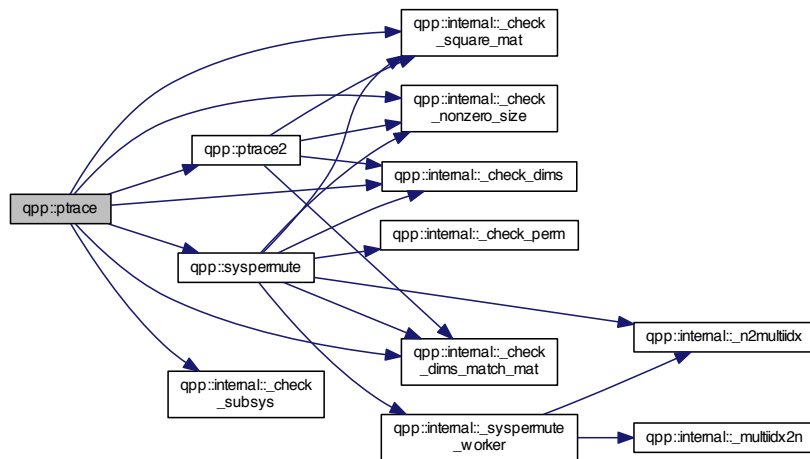 qpp::internal::_check
_square_mat
qpp::internal::_check
_nonzero_size
qpp::ptrace2
qpp::internal::_check_dims
qpp::ptrace
qpp::internal::_check_perm
qpp::syspermute
qpp::internal::_n2multiidx
qpp::internal::_check
_dims_match_mat
qpp::internal::_check
_subsys
qpp::internal::_syspermute
_worker
qpp::internal::_multiidx2n